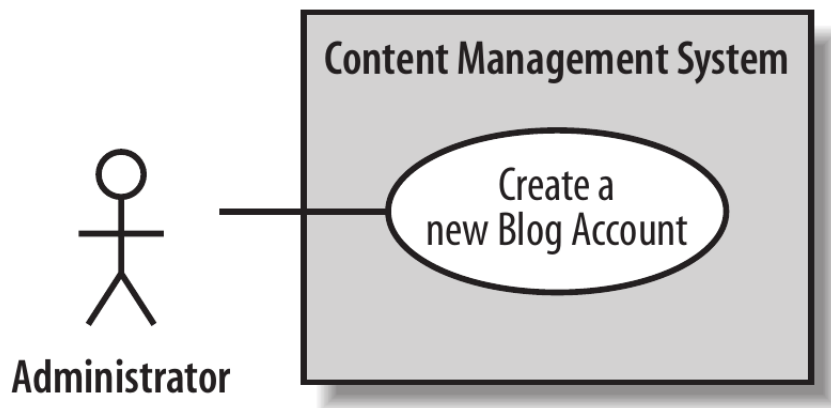 Content Management System
Create a
new Blog Account
Administrator